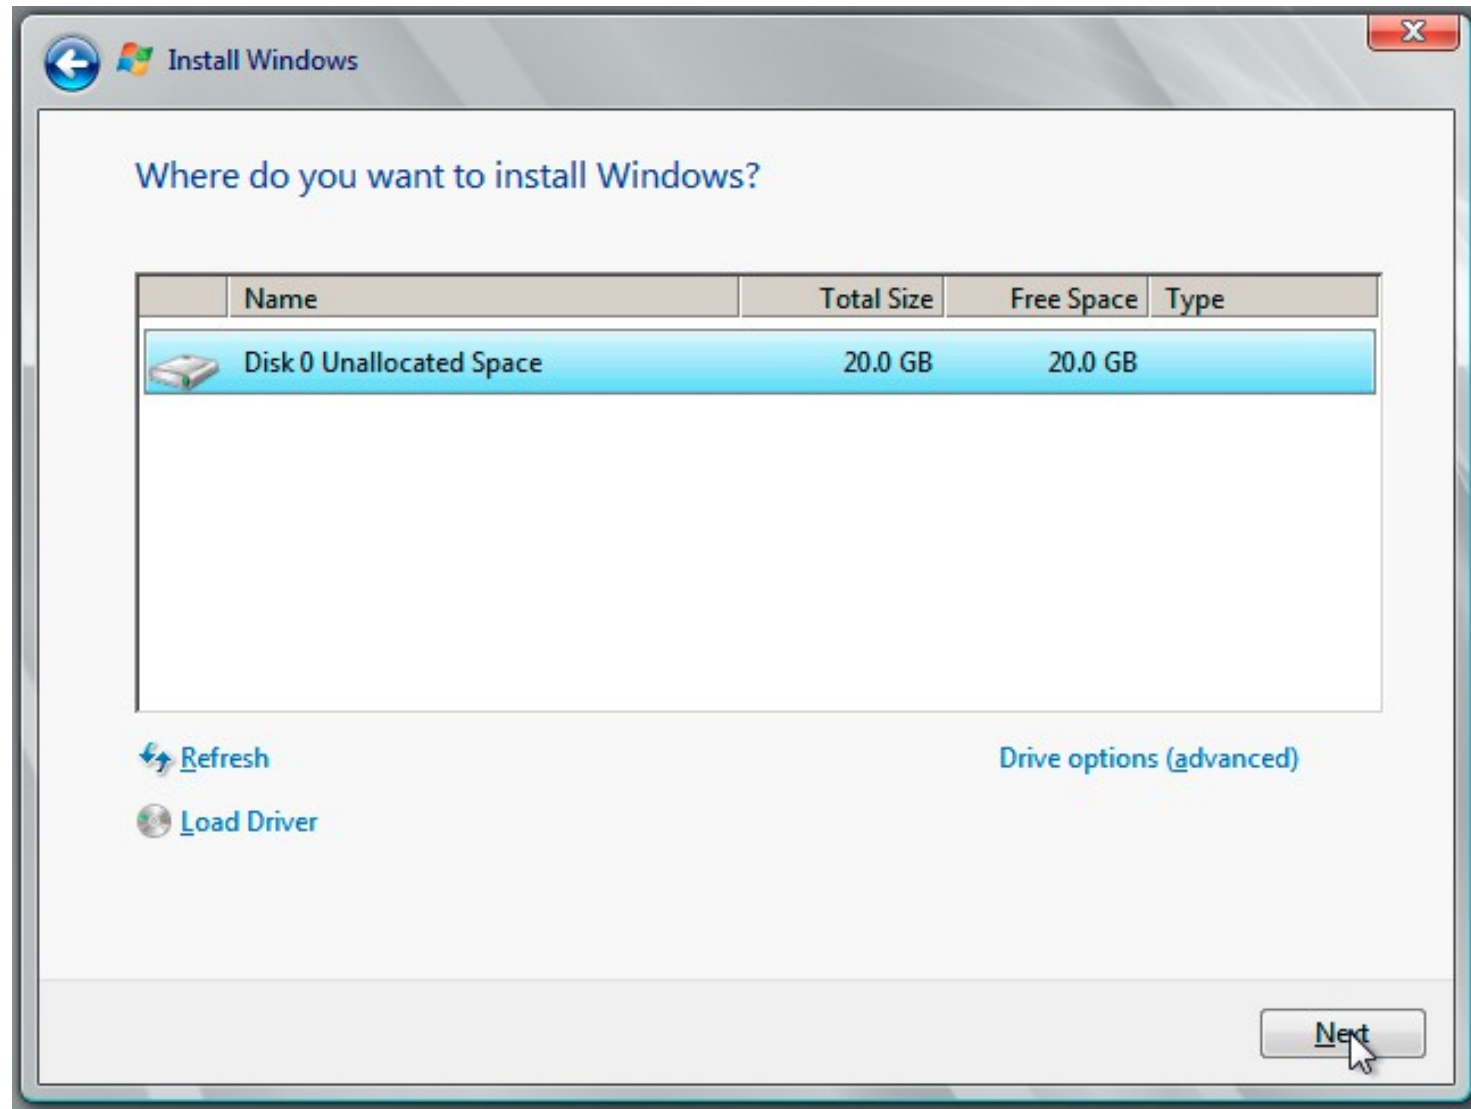 Install Windows
Where do you want to install Windows?
Name Total Size Free Space Type
Disk 0 Unallocated Space 20.0 GB 20.0 GB
Refresh Drive options (advanced)
Load Driver
Next